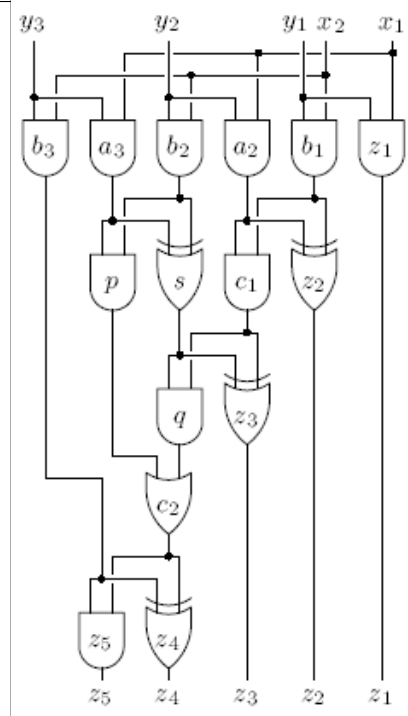 y₃ y₂ y₁ x₂ x₁
b₃ a₃ b₂ a₂ b₁ z₁
p s c₁ z₂
q z₃
c₂
z₅ z₄
z₅ z₄ z₃ z₂ z₁